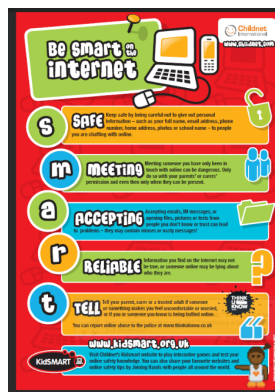 Be smart on the
internet
Childnet
International
www.childnet.com
s
SAFE Keep safe by being careful not to give out personal
information – such as your full name, email address, phone
number, home address, photos or school name – to people
you are chatting with online.
m
MEETING Meeting someone you have only been in
touch with online can be dangerous. Only
do so with your parents' or carers'
permission and even then only when they can be present.
a
ACCEPTING Accepting emails, IM messages, or
opening files, pictures or texts from
people you don't know or trust can lead
to problems – they may contain viruses or nasty messages!
r
RELIABLE Information you find on the internet may not
be true, or someone online may be lying about
who they are.
t
TELL Tell your parent, carer or a trusted adult if someone
or something makes you feel uncomfortable or worried,
or if you or someone you know is being bullied online.
You can report online abuse to the police at www.thinkuknow.co.uk
THINK
U
KNOW
www.kidsmart.org.uk
KidSMART
Visit Childnet's Kidsmart website to play interactive games and test your
online safety knowledge. You can also share your favourite websites and
online safety tips by Joining Hands with people all around the world.